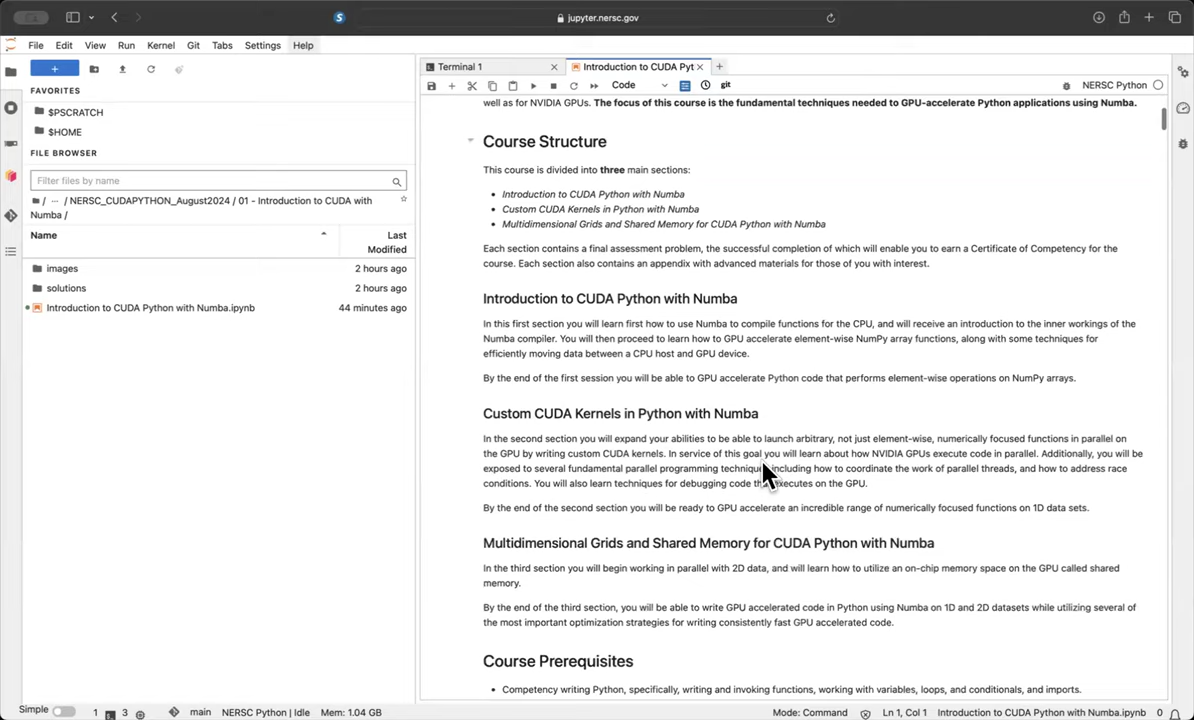 jupyter.nersc.gov
File Edit View Run Kernel Git Tabs Settings Help
Terminal 1
Introduction to CUDA Pyt
Code
git
NERSC Python
FAVORITES
$PSCRATCH
$HOME
FILE BROWSER
Filter files by name
/ ··· / NERSC_CUDAPYTHON_August2024 / 01 - Introduction to CUDA with
Numba /
Name Last
Modified
images 2 hours ago
solutions 2 hours ago
Introduction to CUDA Python with Numba.ipynb 44 minutes ago
well as for NVIDIA GPUs. The focus of this course is the fundamental techniques needed to GPU-accelerate Python applications using Numba.
Course Structure
This course is divided into three main sections:
• Introduction to CUDA Python with Numba
• Custom CUDA Kernels in Python with Numba
• Multidimensional Grids and Shared Memory for CUDA Python with Numba
Each section contains a final assessment problem, the successful completion of which will enable you to earn a Certificate of Competency for the
course. Each section also contains an appendix with advanced materials for those of you with interest.
Introduction to CUDA Python with Numba
In this first section you will learn first how to use Numba to compile functions for the CPU, and will receive an introduction to the inner workings of the
Numba compiler. You will then proceed to learn how to GPU accelerate element-wise NumPy array functions, along with some techniques for
efficiently moving data between a CPU host and GPU device.
By the end of the first session you will be able to GPU accelerate Python code that performs element-wise operations on NumPy arrays.
Custom CUDA Kernels in Python with Numba
In the second section you will expand your abilities to be able to launch arbitrary, not just element-wise, numerically focused functions in parallel on
the GPU by writing custom CUDA kernels. In service of this goal you will learn about how NVIDIA GPUs execute code in parallel. Additionally, you will be
exposed to several fundamental parallel programming techniqu including how to coordinate the work of parallel threads, and how to address race
conditions. You will also learn techniques for debugging code th executes on the GPU.
By the end of the second section you will be ready to GPU accelerate an incredible range of numerically focused functions on 1D data sets.
Multidimensional Grids and Shared Memory for CUDA Python with Numba
In the third section you will begin working in parallel with 2D data, and will learn how to utilize an on-chip memory space on the GPU called shared
memory.
By the end of the third section, you will be able to write GPU accelerated code in Python using Numba on 1D and 2D datasets while utilizing several of
the most important optimization strategies for writing consistently fast GPU accelerated code.
Course Prerequisites
• Competency writing Python, specifically, writing and invoking functions, working with variables, loops, and conditionals, and imports.
Simple 1 3 main NERSC Python | Idle Mem: 1.04 GB Mode: Command Ln 1, Col 1 Introduction to CUDA Python with Numba.ipynb 0